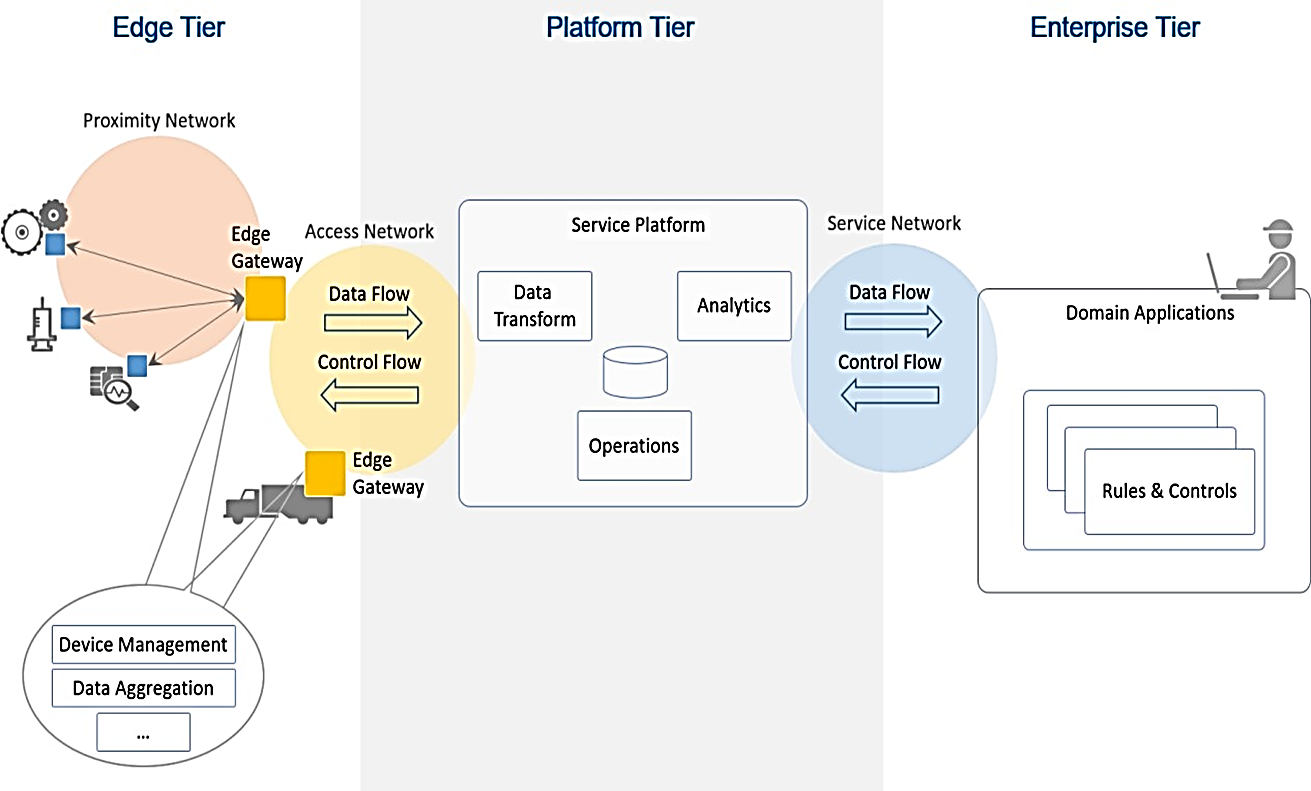 Edge Tier
Platform Tier
Enterprise Tier
Proximity Network
Edge
Gateway
Access Network
Data Flow
Control Flow
Edge
Gateway
Service Platform
Data
Transform
Analytics
Operations
Service Network
Data Flow
Control Flow
Domain Applications
Rules & Controls
Device Management
Data Aggregation
...